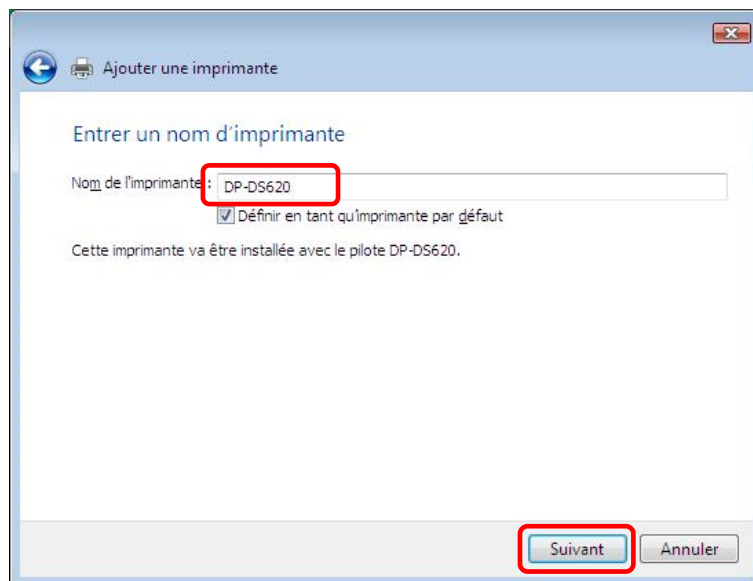 Ajouter une imprimante
Entrer un nom d'imprimante
Nom de l'imprimante : DP-DS620
Définir en tant qu'imprimante par défaut
Cette imprimante va être installée avec le pilote DP-DS620.
Suivant Annuler